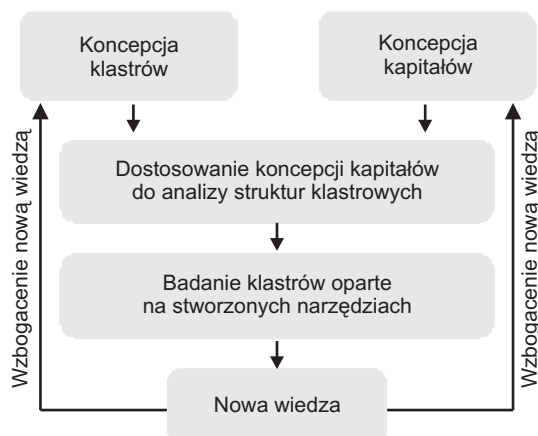 Koncepcja
klastrów
Koncepcja
kapitałów
Dostosowanie koncepcji kapitałów
do analizy struktur klastrowych
Badanie klastrów oparte
na stworzonych narzędziach
Nowa wiedza
Wzbogacenie nową wiedzą
Wzbogacenie nową wiedzą